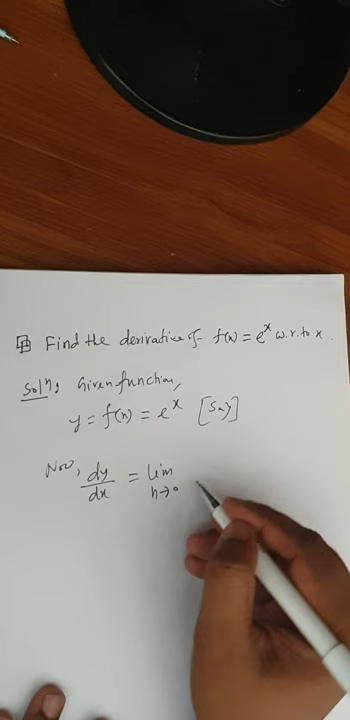 Find the derivative of f(x) = e^x w.r. to x.
Soln: Given function,
y = f(x) = e^x [Say]
Now, dy/dx = lim h→0